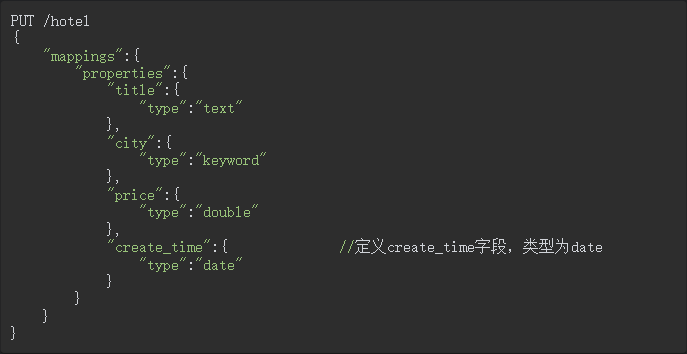 PUT /hotel
{
    "mappings":{
        "properties":{
            "title":{
                "type":"text"
            },
            "city":{
                "type":"keyword"
            },
            "price":{
                "type":"double"
            },
            "create_time":{              //定义create_time字段，类型为date
                "type":"date"
            }
        }
    }
}